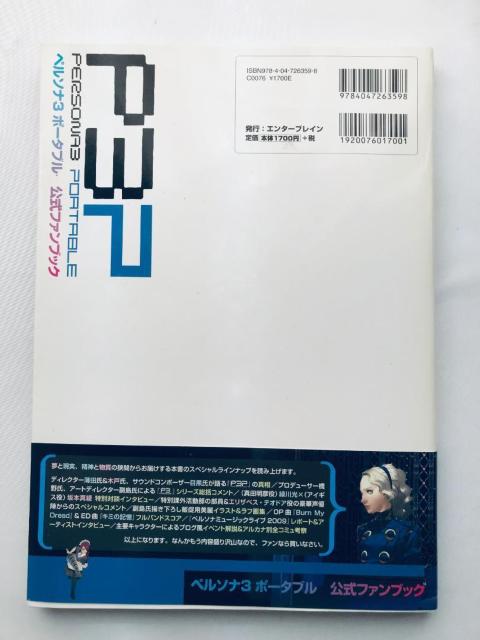 P3P
PERSONA3 PORTABLE
ペルソナ3 ポータブル 公式ファンブック
ISBN978-4-04-726359-8
C0076 ¥1700E
発行：エンターブレイン
定価 本体1700円 +税
9784047263598
1920076017001
夢と現実、精神と物質の狭間からお届けする本書のスペシャルラインナップを読み上げます。
ディレクター薄田氏&木戸氏、サウンドコンポーザー目黒氏が語る『P3P』の真相／プロデューサー橋
野氏、アートディレクター副島氏による『P3』シリーズ総括コメント／（真田明彦役）緑川光×（アイギ
ス役）坂本真綾 特別対談インタビュー／特別課外活動部の部員&エリザベス・テオドア役の豪華声優
陣からのスペシャルコメント／副島氏描き下ろし販促用美麗イラスト&ラフ画集／OP曲『Burn My
Dread』& ED曲『キミの記憶』フルバンドスコア／『ペルソナミュージックライブ 2009』レポート&ア
ーティストインタビュー／主要キャラクターによるブログ風イベント解説&アルカナ別全コミュ考察
以上になります。なんかもう内容盛り沢山なので、ファンなら買いなさい。
ペルソナ3 ポータブル 公式ファンブック